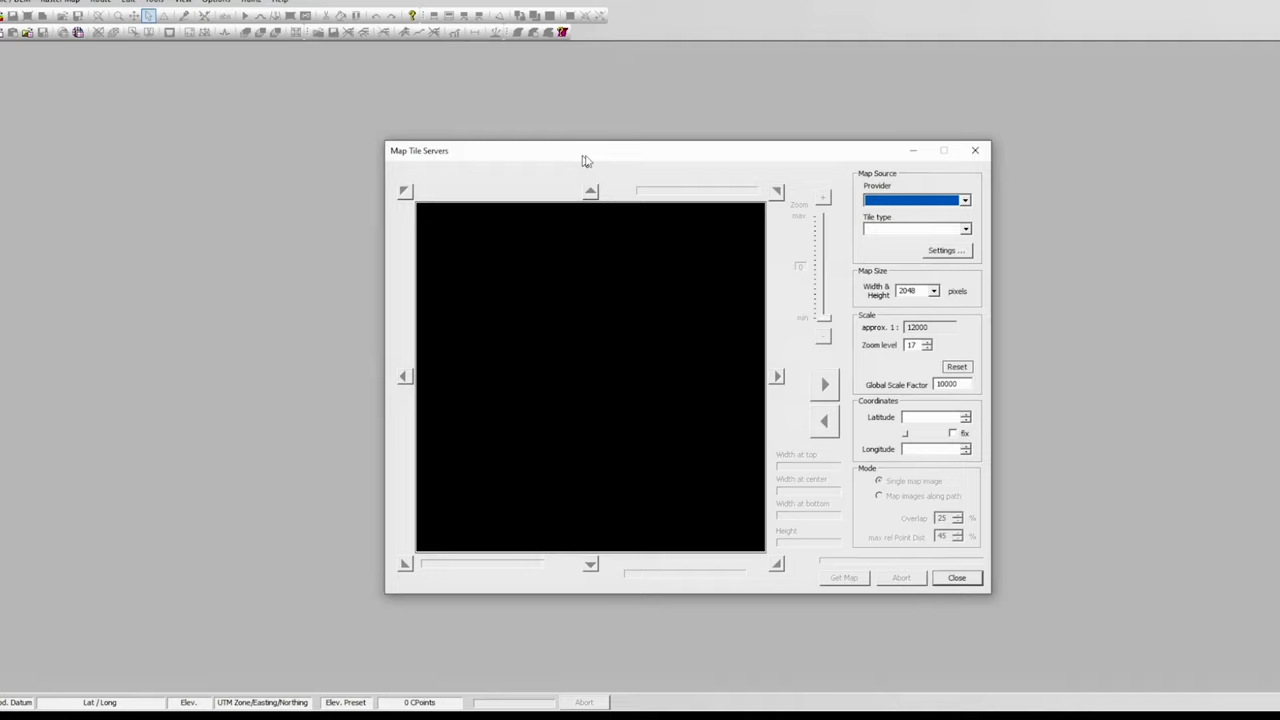 Map Tile Servers
Map Source
Provider
Zoom
max
Tile type
Settings ...
0
Map Size
Width &
Height
2048
pixels
min
Scale
approx. 1 :
12000
Zoom level
17
Reset
Global Scale Factor
10000
Coordinates
Latitude
fix
Longitude
Width at top
Mode
Width at center
Single map image
Map images along path
Width at bottom
Overlap
25
%
Height
max rel Point Dist
45
%
Get Map
Abort
Close
od. Datum
Lat / Long
Elev.
UTM Zone/Easting/Northing
Elev. Preset
0 CPoints
Abort